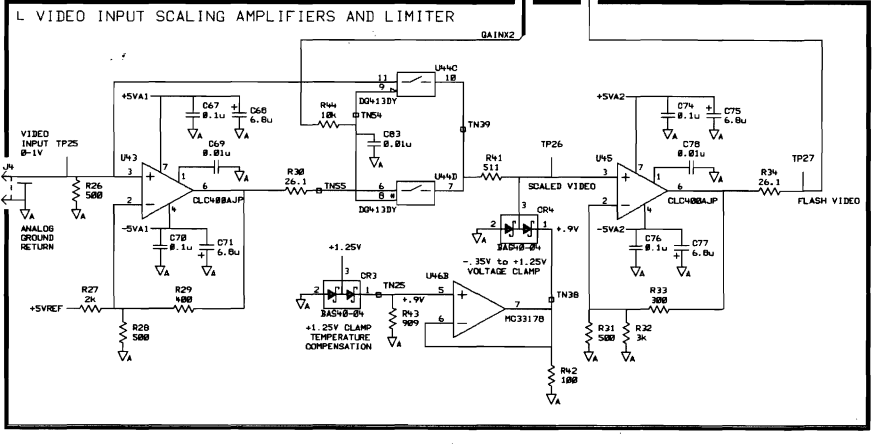 L VIDEO INPUT SCALING AMPLIFIERS AND LIMITER
GAINX2
U44C
11
9
10
DG413DY
+5VA1
C67
0.1u
+
C68
6.8u
R44
10k
TN54
C83
0.01u
TN39
+5VA2
C74
0.1u
+
C75
6.8u
VIDEO
INPUT
0-1V
TP25
J4
R26
500
U43
3
+
2
-
7
1
6
4
C69
0.01u
CLC400AJP
R30
26.1
TN55
U44D
6
8
7
DG413DY
R41
511
TP26
SCALED VIDEO
U45
3
+
2
-
7
1
6
4
C78
0.01u
CLC400AJP
R34
26.1
TP27
FLASH VIDEO
ANALOG
GROUND
RETURN
-5VA1
C70
0.1u
+
C71
6.8u
3
CR4
2
1
BAS40-04
+.9V
-.35V to +1.25V
VOLTAGE CLAMP
-5VA2
C76
0.1u
+
C77
6.8u
+1.25V
3
CR3
2
1
BAS40-04
TN25
+.9V
R43
909
U46B
5
+
6
-
7
MC33178
TN38
+5VREF
R27
2k
R29
400
R28
500
+1.25V CLAMP
TEMPERATURE
COMPENSATION
R42
100
R33
300
R31
500
R32
3k
A